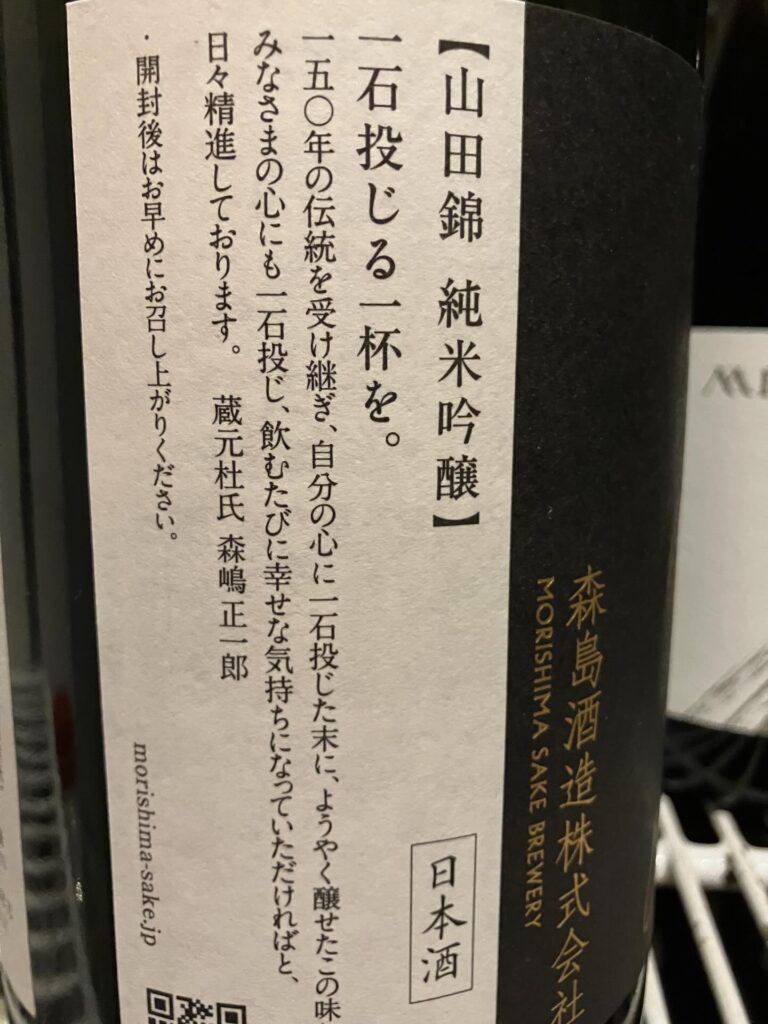 森島酒造株式会社
MORISHIMA SAKE BREWERY
【山田錦 純米吟醸】
日本酒
一石投じる一杯を。
一五〇年の伝統を受け継ぎ、自分の心に一石投じた末に、ようやく醸せたこの味
みなさまの心にも一石投じ、飲むたびに幸せな気持ちになっていただければと、
日々精進しております。 蔵元杜氏 森嶋正一郎
・開封後はお早めにお召し上がりください。
morishima-sake.jp